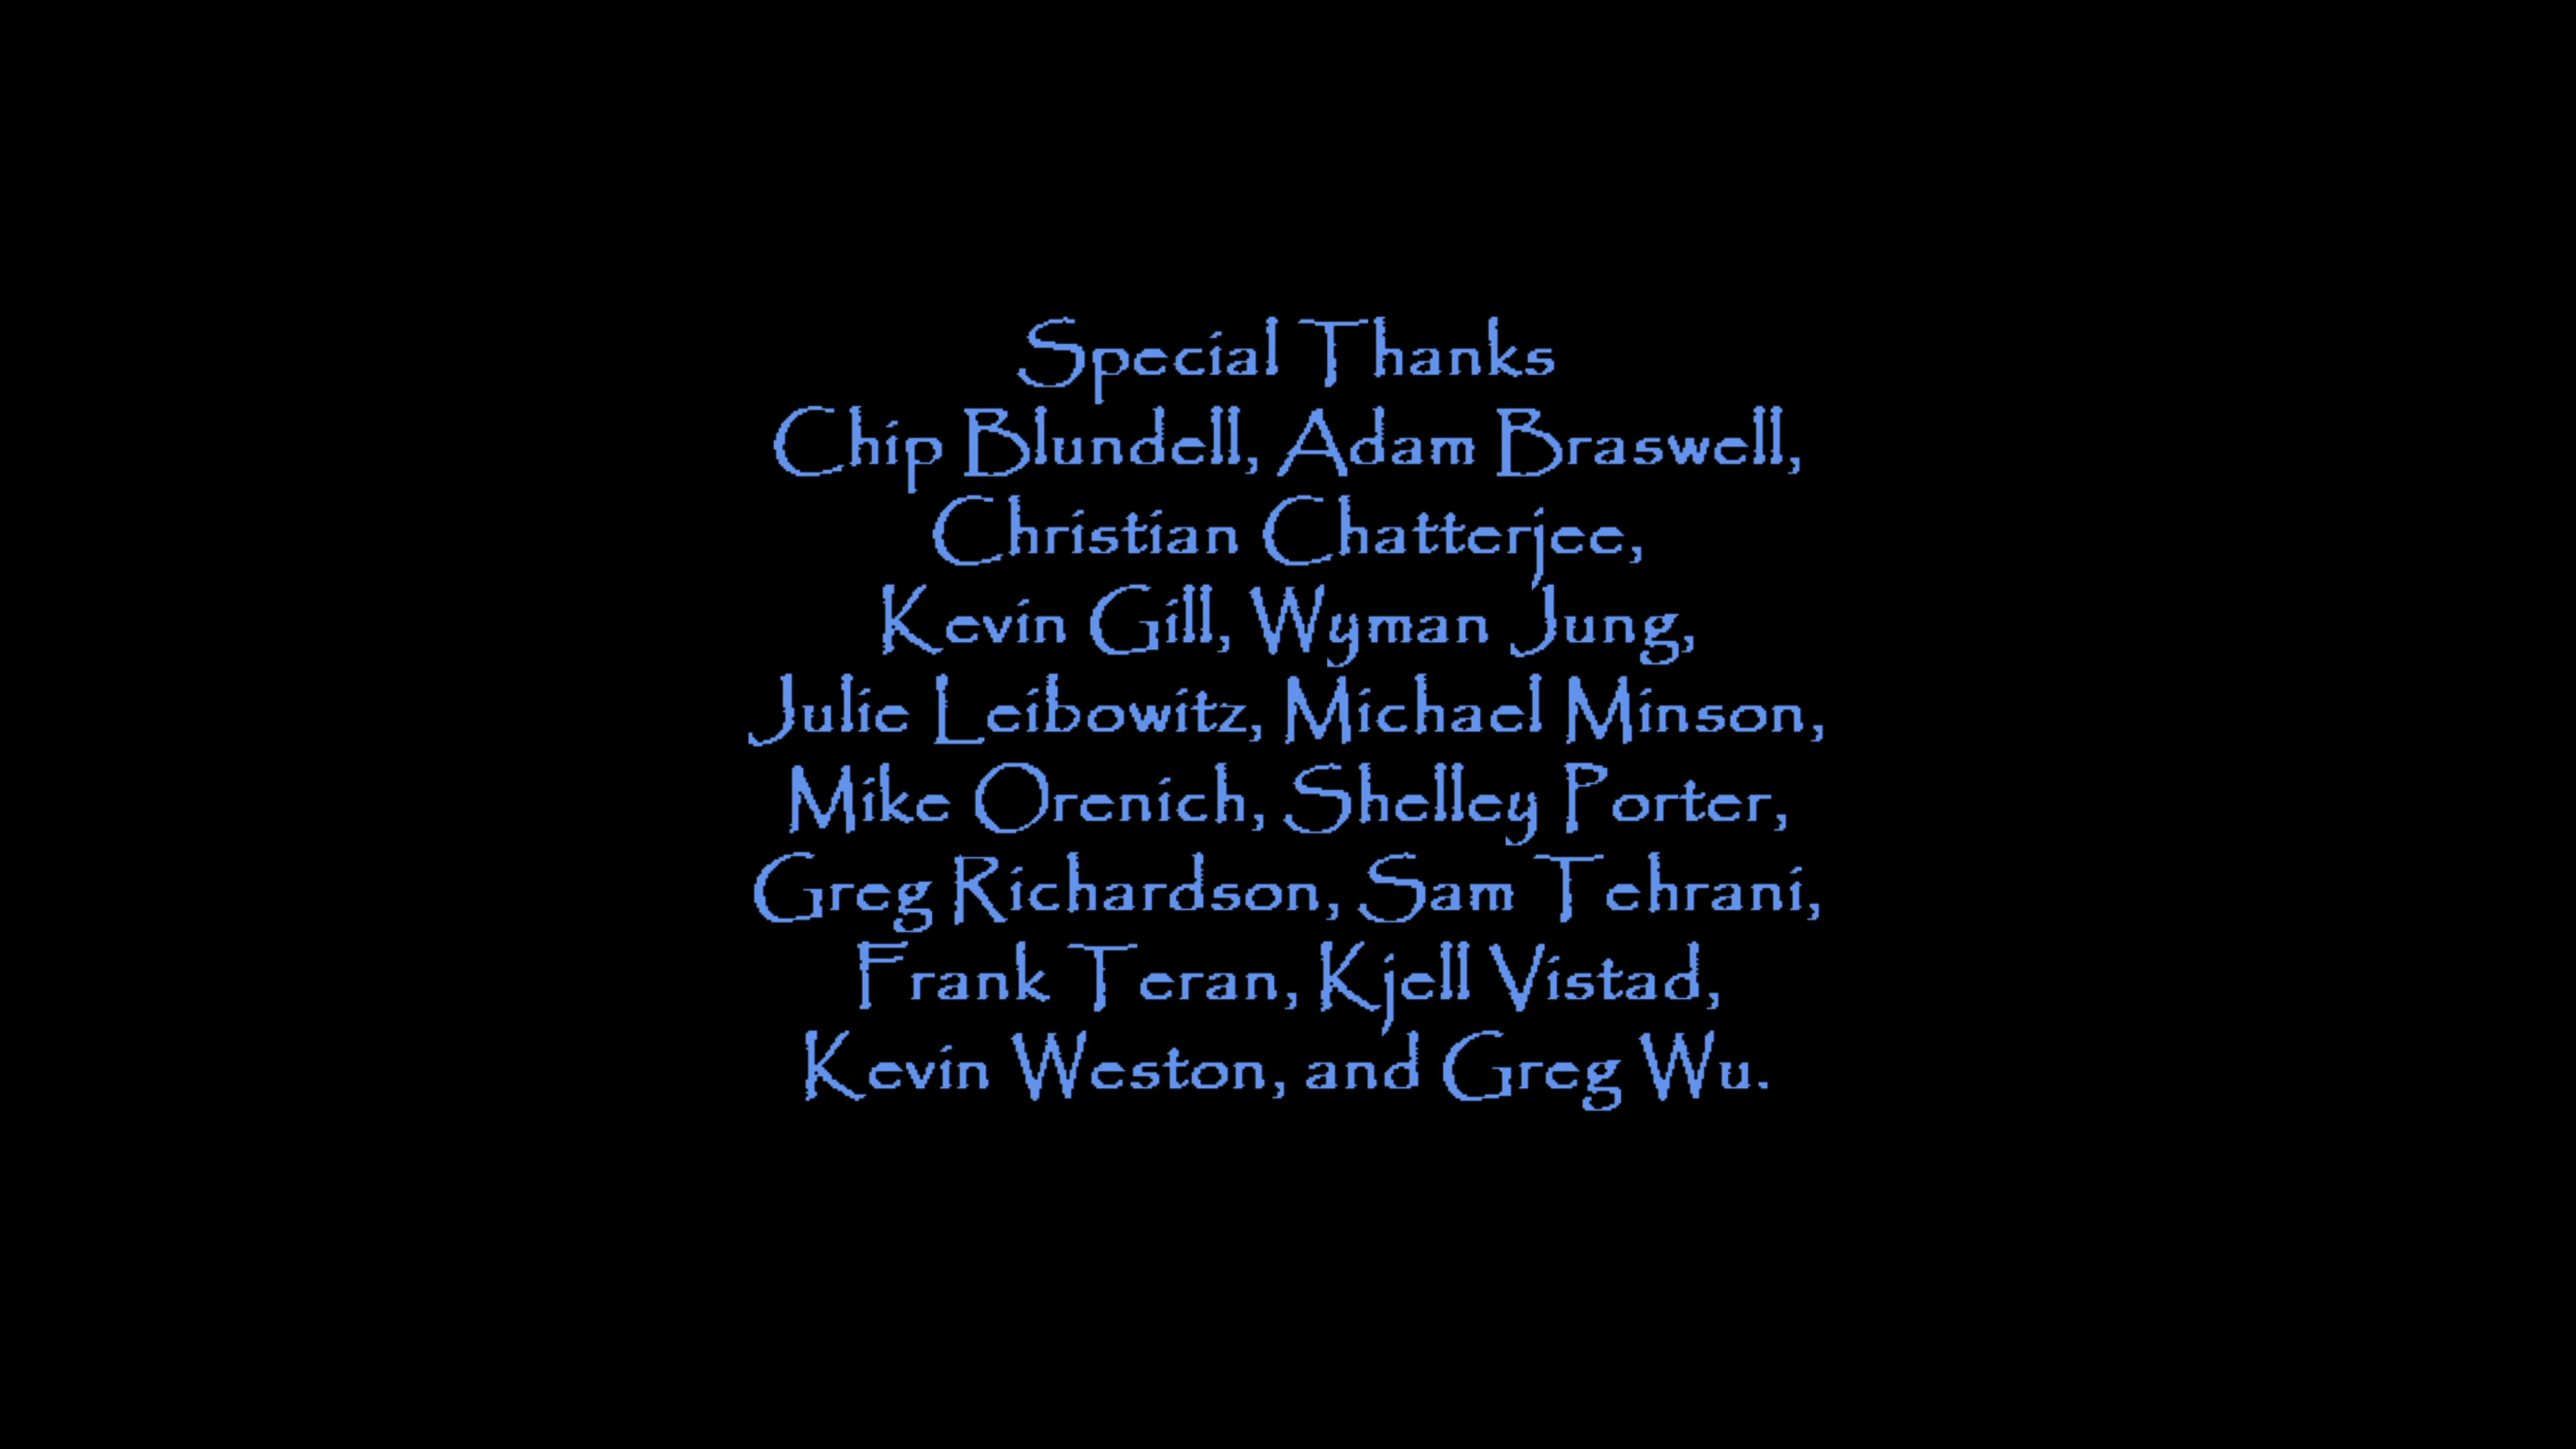 Special Thanks
Chip Blundell, Adam Braswell,
Christian Chatterjee,
Kevin Gill, Wyman Jung,
Julie Leibowitz, Michael Minson,
Mike Orenich, Shelley Porter,
Greg Richardson, Sam Tehrani,
Frank Teran, Kjell Vistad,
Kevin Weston, and Greg Wu.